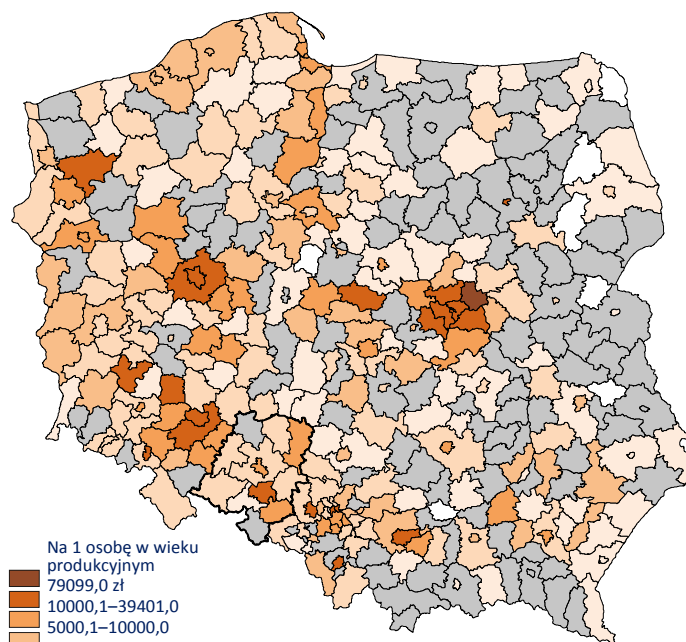 Na 1 osobę w wieku
produkcyjnym
79099,0 zł
10000,1–39401,0
5000,1–10000,0